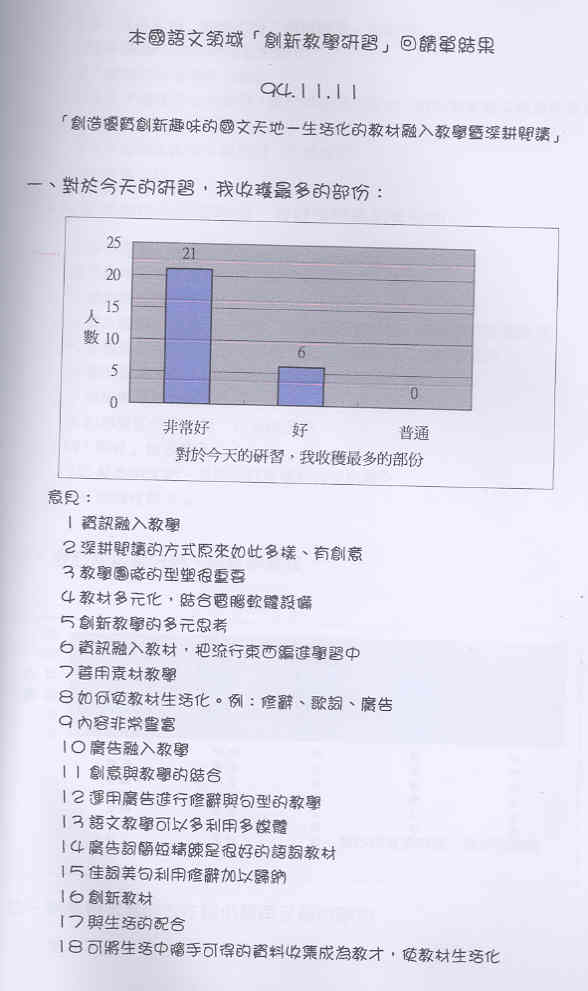 本國語文領域「創新教學研習」回饋單結果
94.11.11
「創造優質創新趣味的國文天地－生活化的教材融入教學暨深耕閱讀」
一、對於今天的研習，我收獲最多的部份：
25
20
15
10
5
0
人數
21
6
0
非常好 好 普通
對於今天的研習，我收獲最多的部份
意見：
1 資訊融入教學
2 深耕閱讀的方式原來如此多樣、有創意
3 教學團隊的型塑很重要
4 教材多元化，結合電腦軟體設備
5 創新教學的多元思考
6 資訊融入教材，把流行東西編進學習中
7 善用素材教學
8 如何使教材生活化。例：修辭、歌詞、廣告
9 內容非常豐富
10 廣告融入教學
11 創意與教學的結合
12 運用廣告進行修辭與句型的教學
13 語文教學可以多利用多媒體
14 廣告詞簡短精鍊是很好的語詞教材
15 佳詞美句利用修辭加以歸納
16 創新教材
17 與生活的配合
18 可將生活中隨手可得的資料收集成為教才，使教材生活化